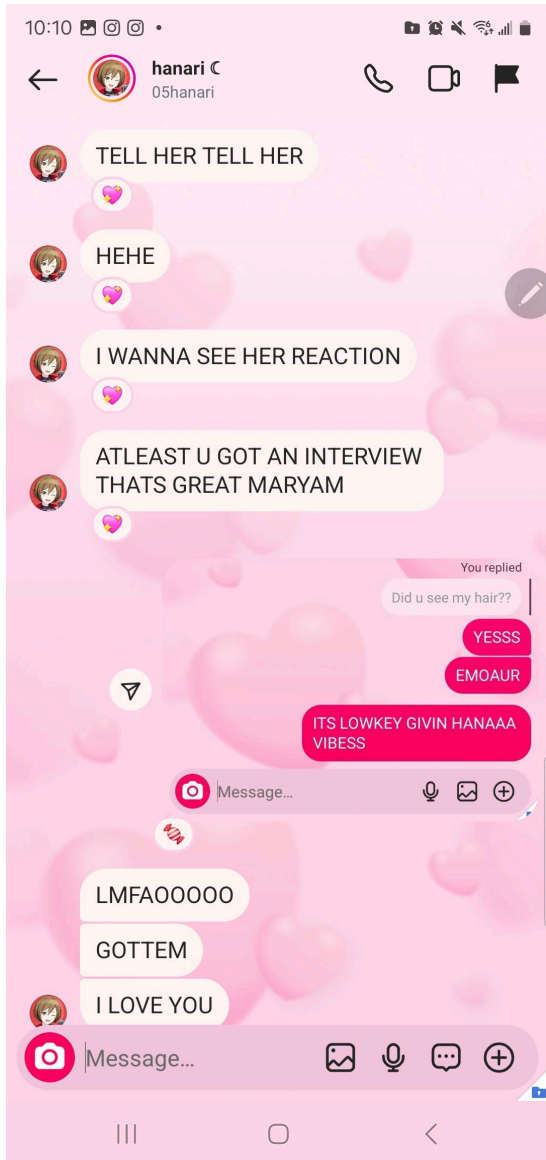 10:10
hanari ☾
05hanari
TELL HER TELL HER
HEHE
I WANNA SEE HER REACTION
ATLEAST U GOT AN INTERVIEW
THATS GREAT MARYAM
You replied
Did u see my hair??
YESSS
EMOAUR
ITS LOWKEY GIVIN HANAAA
VIBESS
Message...
LMFAOOOOO
GOTTEM
I LOVE YOU
Message...